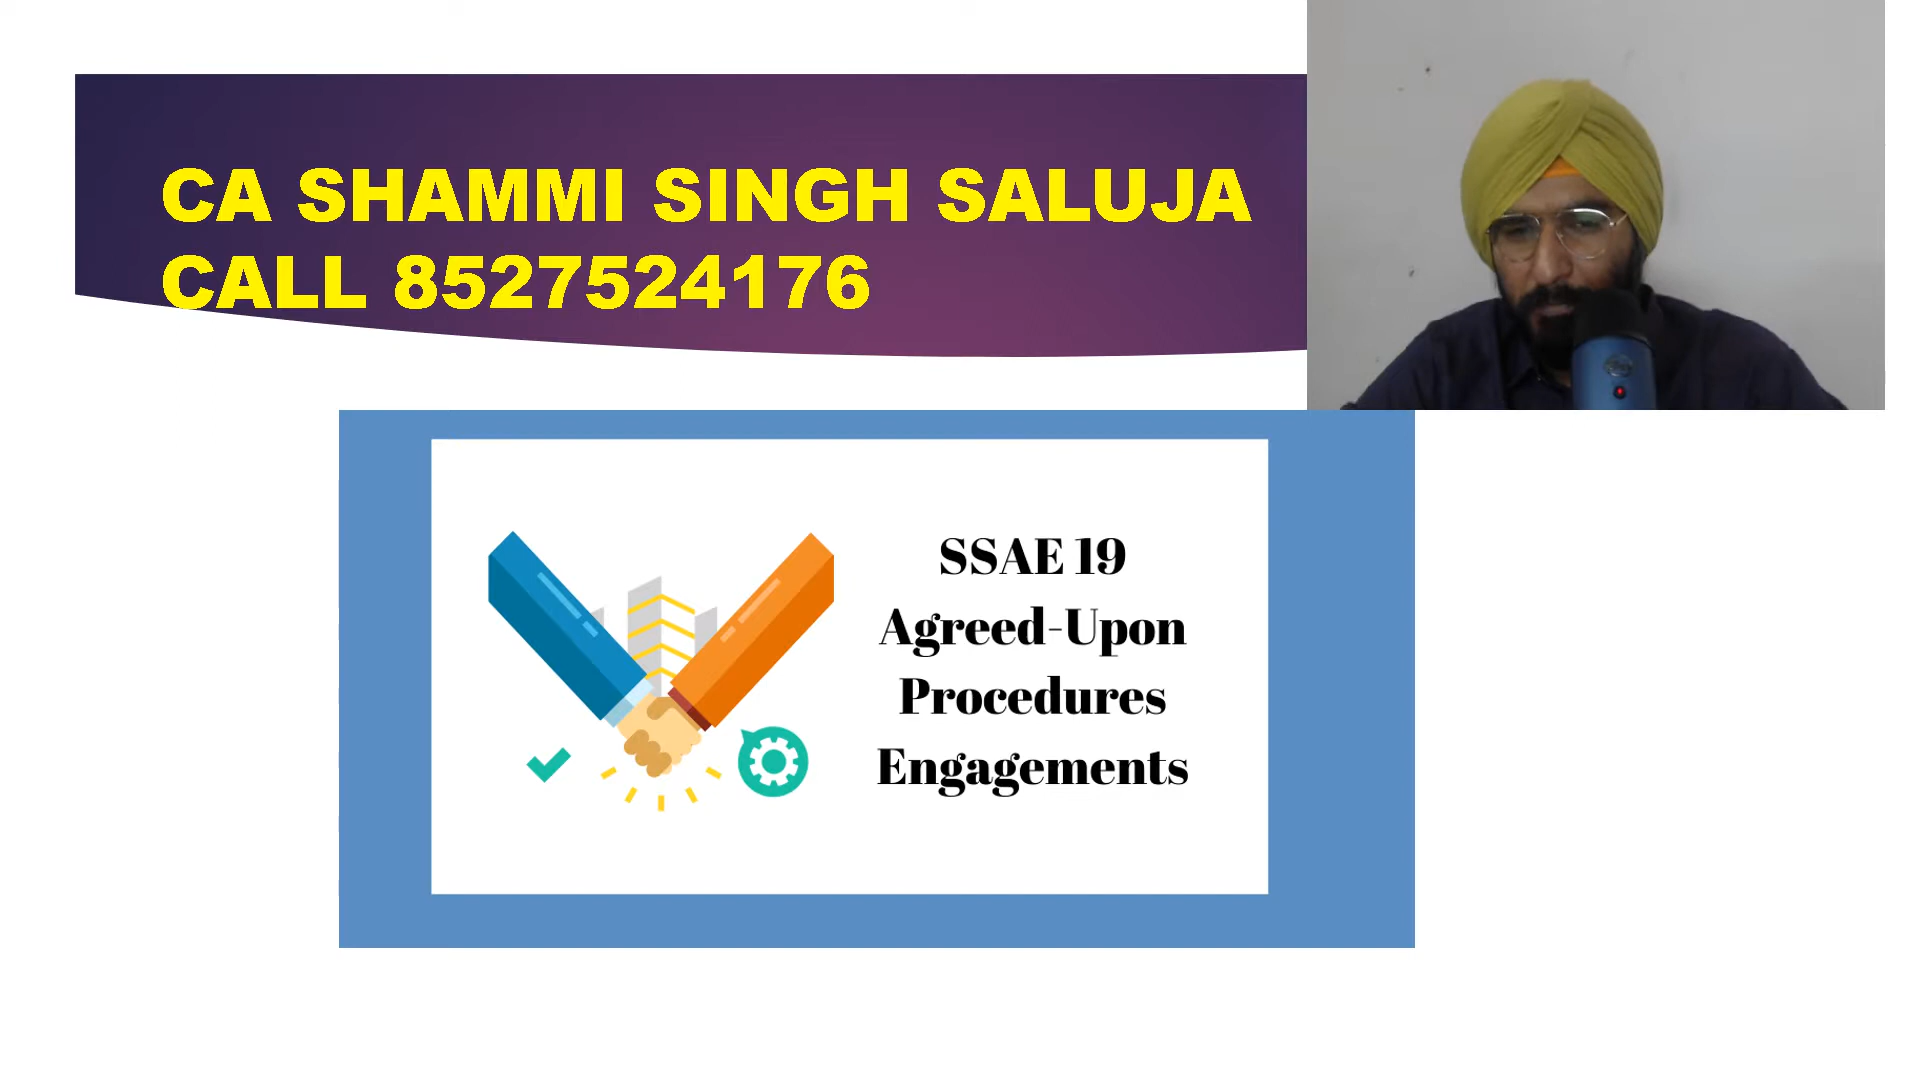 CA SHAMMI SINGH SALUJA
CALL 8527524176
SSAE 19
Agreed-Upon
Procedures
Engagements